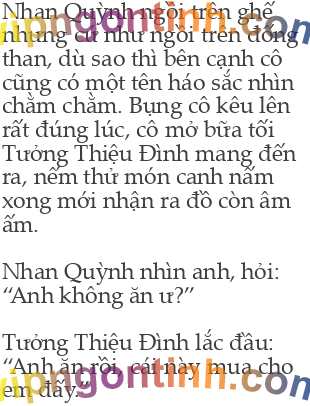 Nhan Quỳnh ngồi trên ghế
nhưng cứ như ngồi trên đống
than, dù sao thì bên cạnh cô
cũng có một tên háo sắc nhìn
chằm chằm. Bụng cô kêu lên
rất đúng lúc, cô mở bữa tối
Tưởng Thiệu Đình mang đến
ra, nếm thử món canh nấm
xong mới nhận ra đồ còn âm
ấm.
Nhan Quỳnh nhìn anh, hỏi:
“Anh không ăn ư?”
Tưởng Thiệu Đình lắc đầu:
“Anh ăn rồi, cái này mua cho
em đấy.”
vipngontinh.com
vipngontinh.com